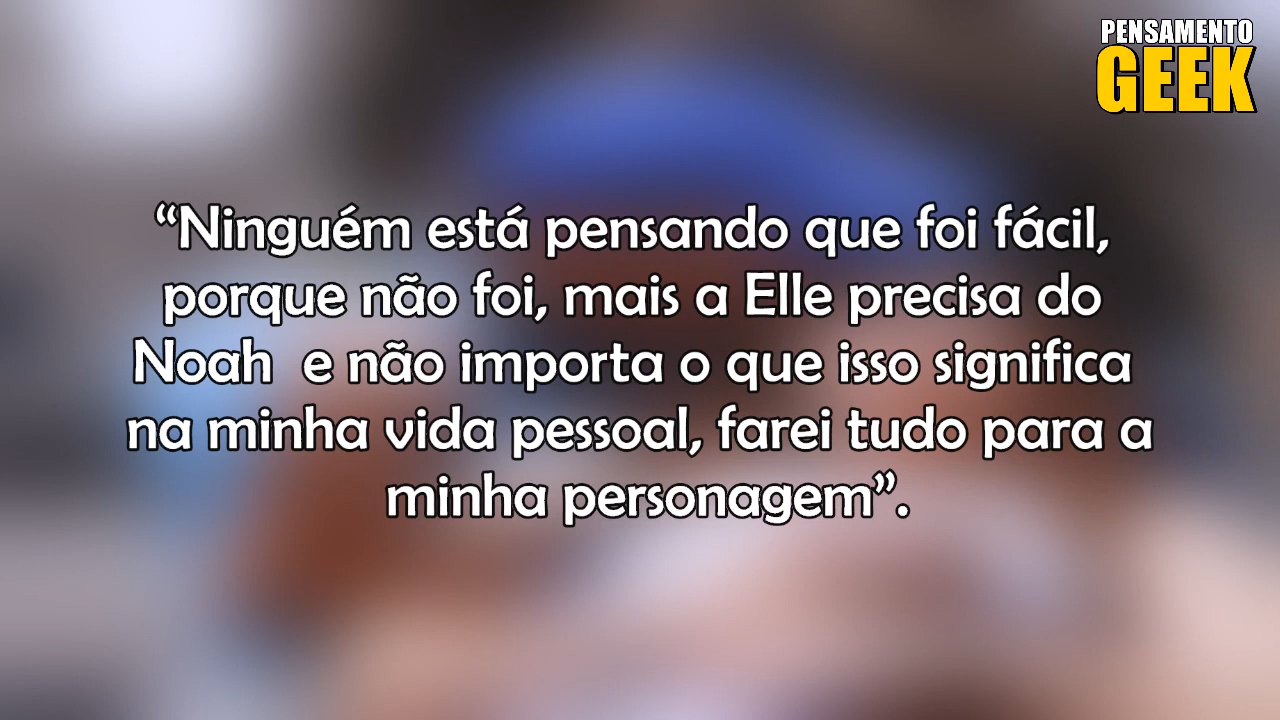 PENSAMENTO
GEEK
“Ninguém está pensando que foi fácil,
porque não foi, mais a Elle precisa do
Noah  e não importa o que isso significa
na minha vida pessoal, farei tudo para a
minha personagem”.